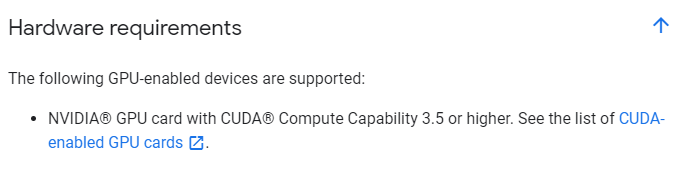 Hardware requirements
The following GPU-enabled devices are supported:
• NVIDIA® GPU card with CUDA® Compute Capability 3.5 or higher. See the list of CUDA-
enabled GPU cards.